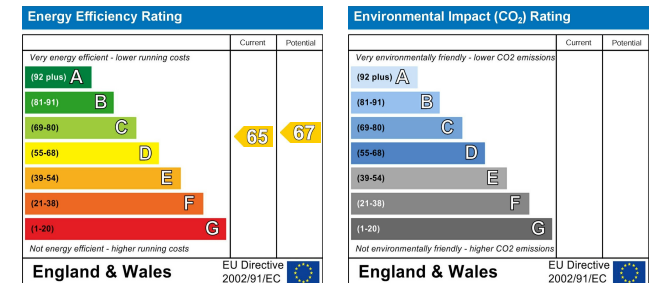 Energy Efficiency Rating
Current Potential
Very energy efficient - lower running costs
(92 plus) A
(81-91) B
(69-80) C
(55-68) D
(39-54) E
(21-38) F
(1-20) G
65
67
Not energy efficient - higher running costs
England & Wales
EU Directive
2002/91/EC
Environmental Impact (CO₂) Rating
Current Potential
Very environmentally friendly - lower CO2 emissions
(92 plus) A
(81-91) B
(69-80) C
(55-68) D
(39-54) E
(21-38) F
(1-20) G
Not environmentally friendly - higher CO2 emissions
England & Wales
EU Directive
2002/91/EC